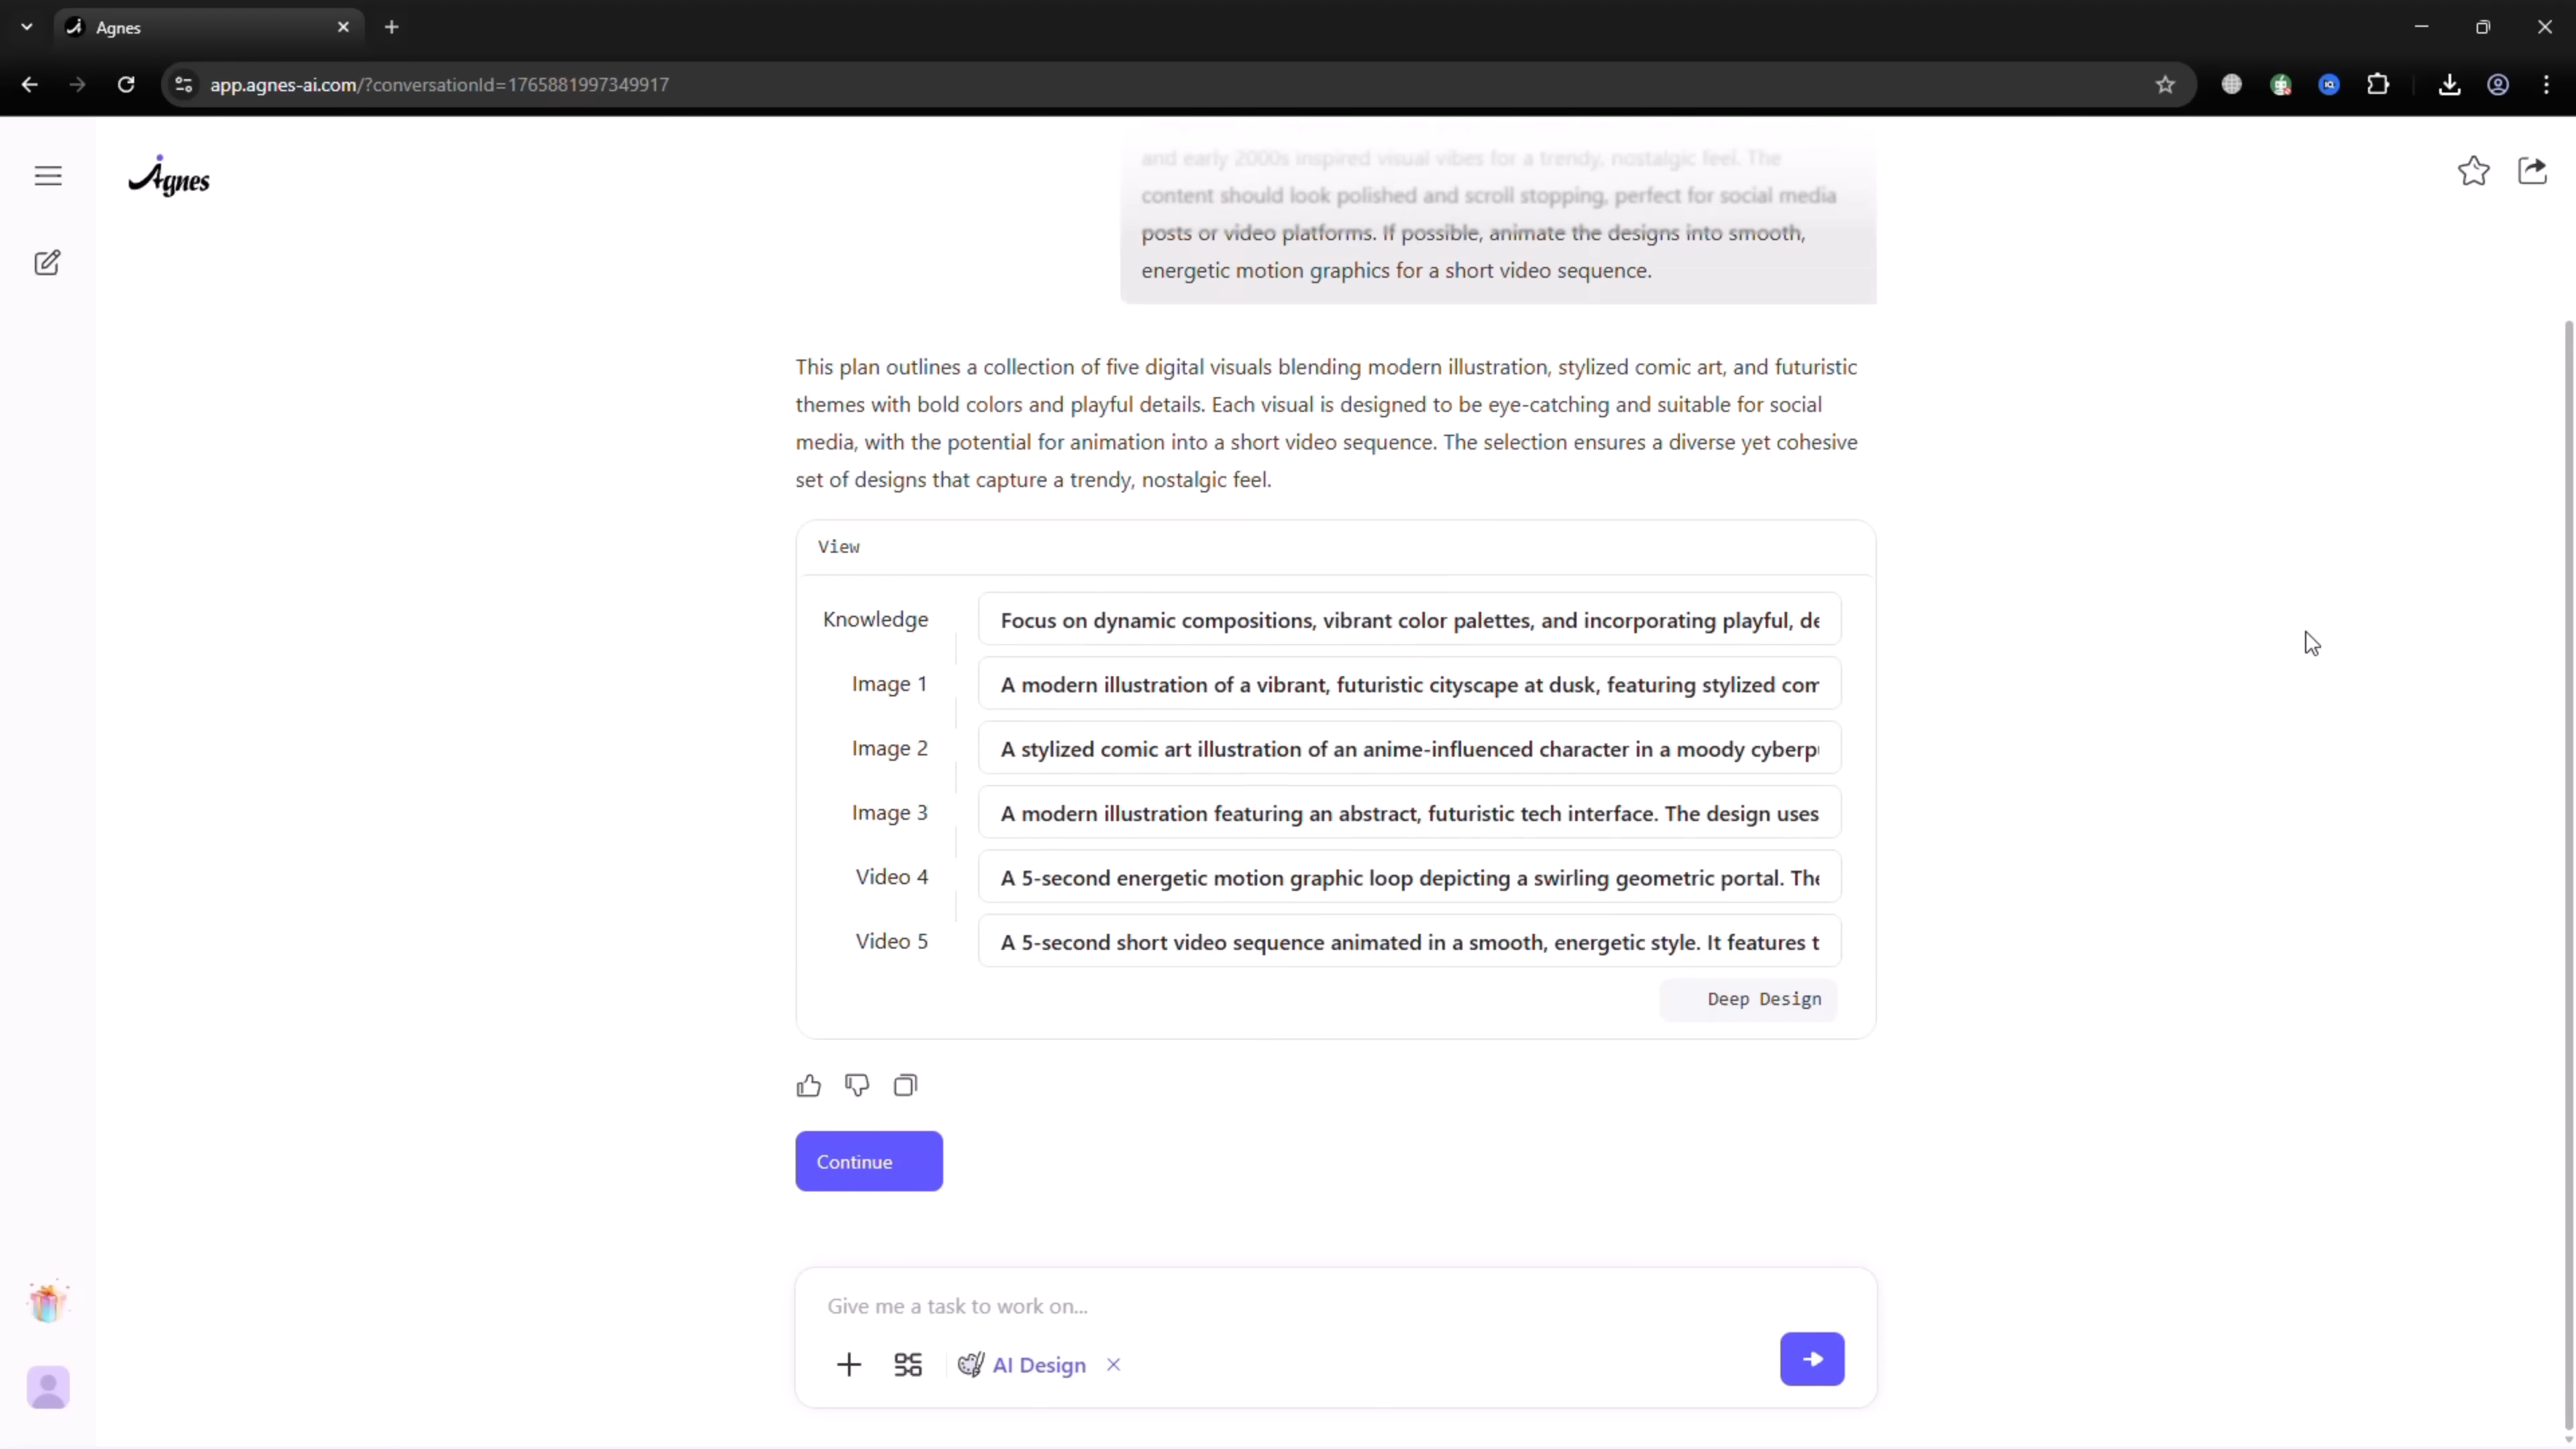 Agnes
app.agnes-ai.com/?conversationId=1765881997349917
Agnes
and early 2000s inspired visual vibes for a trendy, nostalgic feel. The
content should look polished and scroll stopping, perfect for social media
posts or video platforms. If possible, animate the designs into smooth,
energetic motion graphics for a short video sequence.
This plan outlines a collection of five digital visuals blending modern illustration, stylized comic art, and futuristic
themes with bold colors and playful details. Each visual is designed to be eye-catching and suitable for social
media, with the potential for animation into a short video sequence. The selection ensures a diverse yet cohesive
set of designs that capture a trendy, nostalgic feel.
View
Knowledge Focus on dynamic compositions, vibrant color palettes, and incorporating playful, de
Image 1 A modern illustration of a vibrant, futuristic cityscape at dusk, featuring stylized com
Image 2 A stylized comic art illustration of an anime-influenced character in a moody cyberp
Image 3 A modern illustration featuring an abstract, futuristic tech interface. The design uses
Video 4 A 5-second energetic motion graphic loop depicting a swirling geometric portal. The
Video 5 A 5-second short video sequence animated in a smooth, energetic style. It features t
Deep Design
Continue
Give me a task to work on...
AI Design